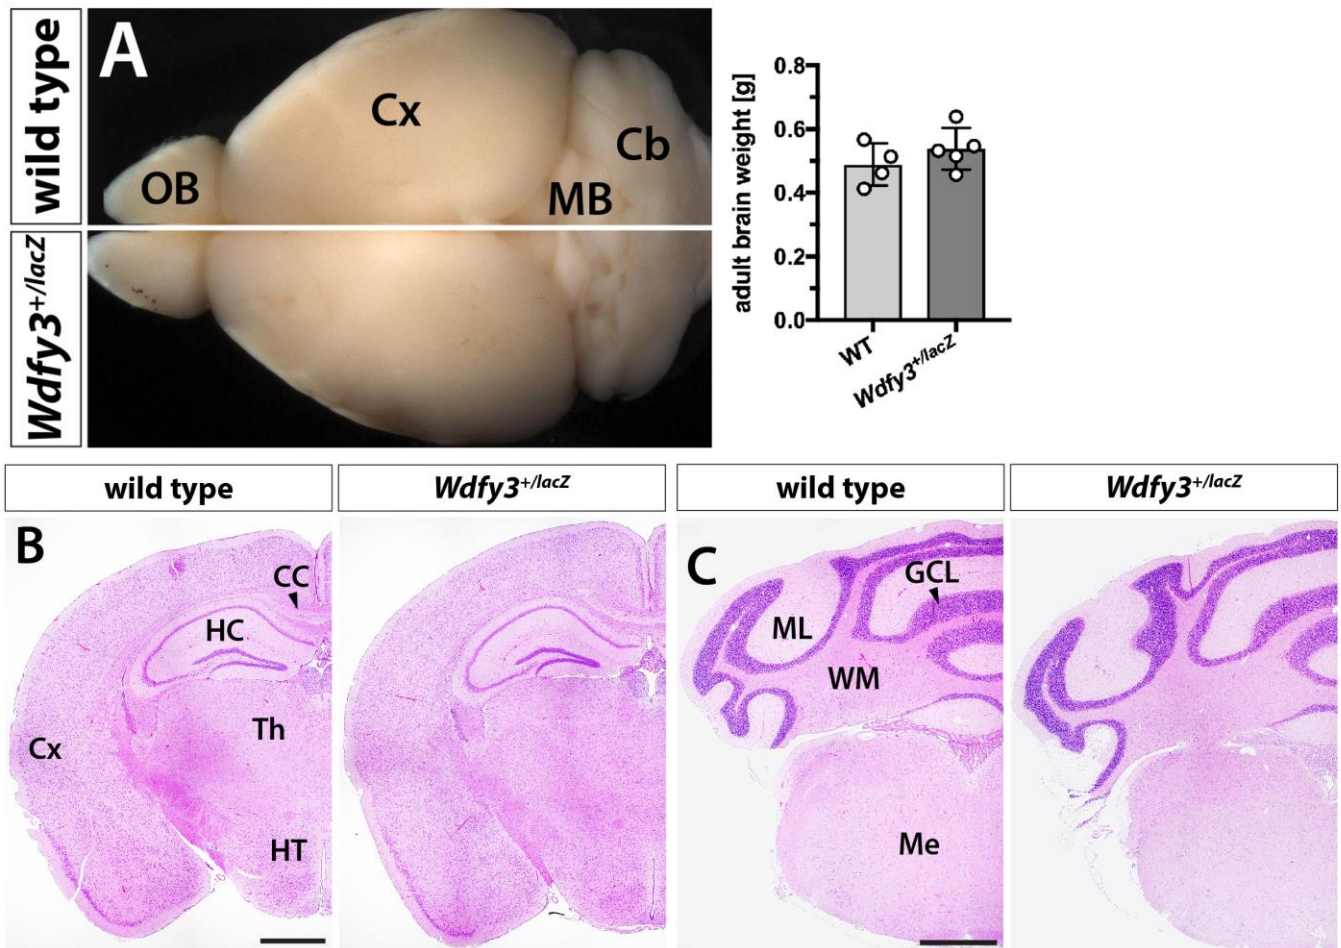 wild type
A
Cx
Cb
OB
MB
Wdfy3+/lacZ
adult brain weight [g]
0.8
0.6
0.4
0.2
0.0
WT
Wdfy3+/lacZ
wild type
Wdfy3+/lacZ
wild type
Wdfy3+/lacZ
B
CC
HC
Cx
Th
HT
C
GCL
ML
WM
Me